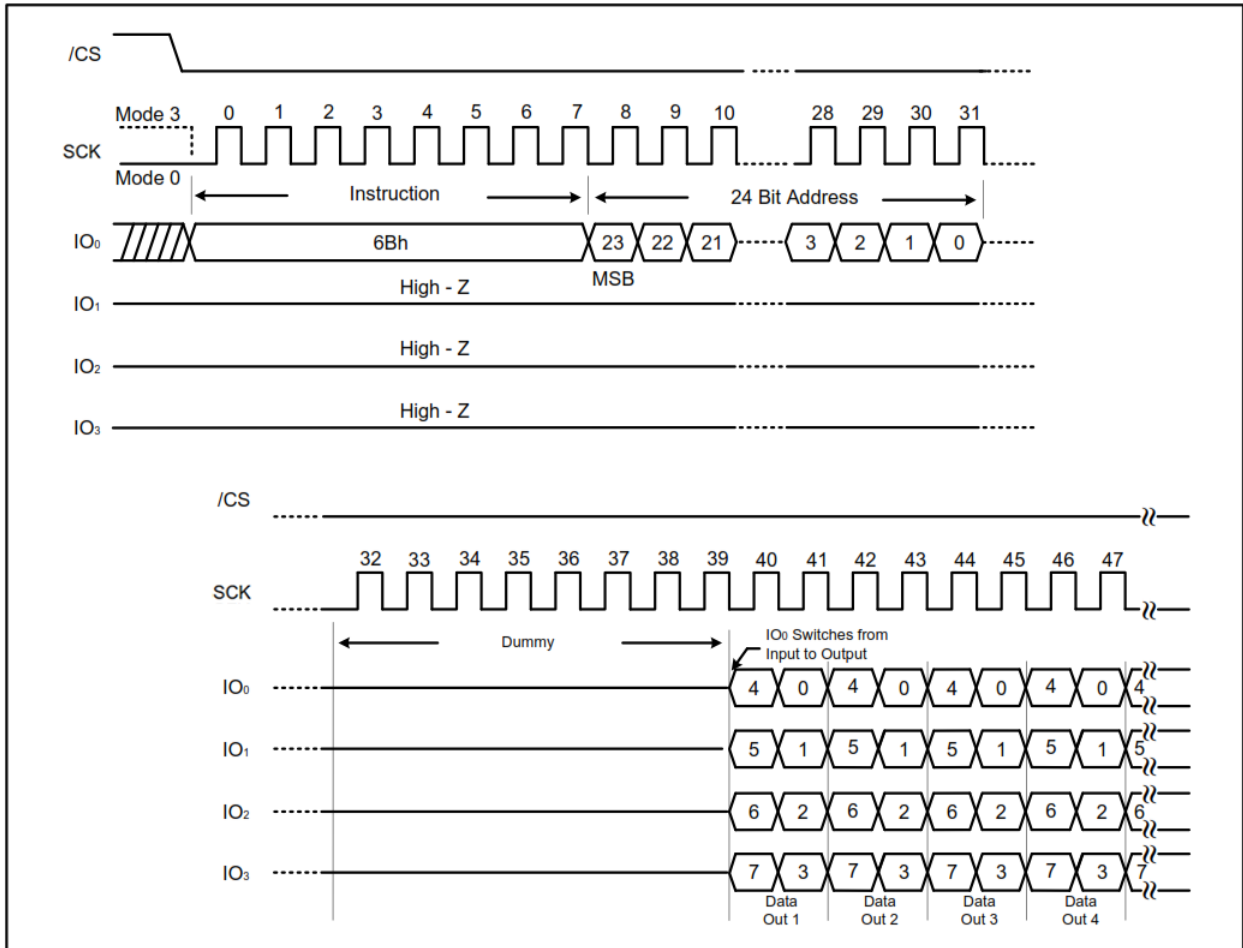 /CS
Mode 3 0 1 2 3 4 5 6 7 8 9 10 28 29 30 31
SCK
Mode 0
Instruction 24 Bit Address
IO0 6Bh 23 22 21 3 2 1 0
MSB
High - Z
IO1
High - Z
IO2
High - Z
IO3
/CS
32 33 34 35 36 37 38 39 40 41 42 43 44 45 46 47
SCK
Dummy
IO0 Switches from
Input to Output
IO0 4 0 4 0 4 0 4 0 4
IO1 5 1 5 1 5 1 5 1 5
IO2 6 2 6 2 6 2 6 2 6
IO3 7 3 7 3 7 3 7 3 7
Data Data Data Data
Out 1 Out 2 Out 3 Out 4